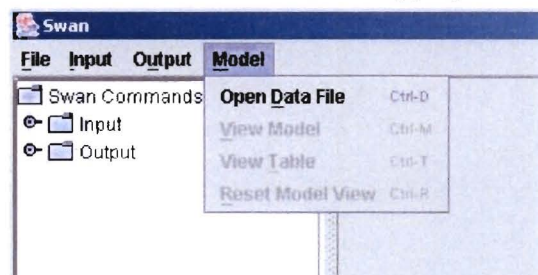 Swan
File Input Output Model
Swan Commands
Input
Output
Open Data File Ctrl-D
View Model Ctrl-M
View Table Ctrl-T
Reset Model View Ctrl-R